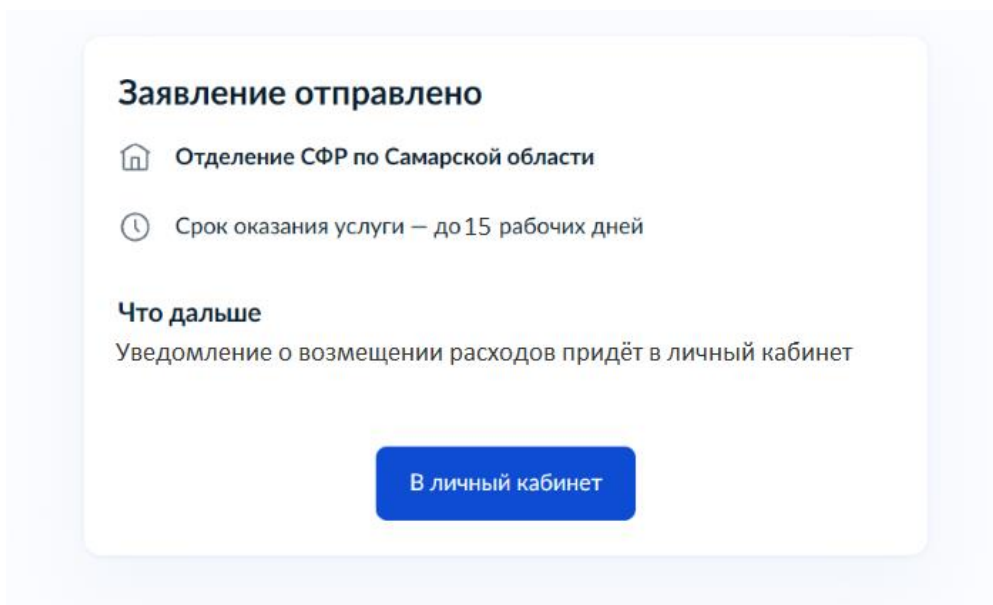 Заявление отправлено
Отделение СФР по Самарской области
Срок оказания услуги — до 15 рабочих дней
Что дальше
Уведомление о возмещении расходов придёт в личный кабинет
В личный кабинет